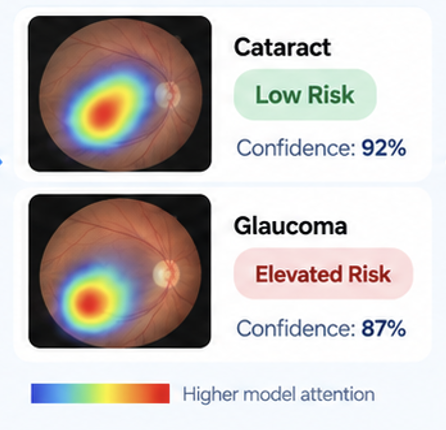 Cataract
Low Risk
Confidence: 92%
Glaucoma
Elevated Risk
Confidence: 87%
Higher model attention